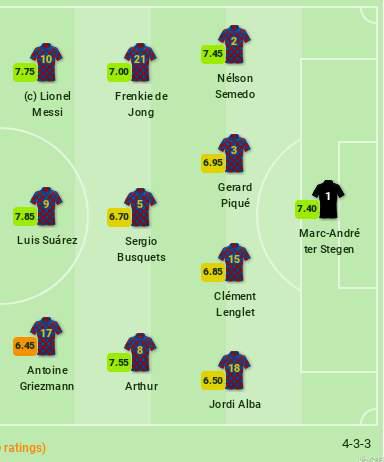 10
7.75
(c) Lionel
Messi
21
7.00
Frenkie de
Jong
2
7.45
Nélson
Semedo
3
6.95
Gerard
Piqué
1
7.40
Marc-André
ter Stegen
9
7.85
Luis Suárez
5
6.70
Sergio
Busquets
15
6.85
Clément
Lenglet
17
6.45
Antoine
Griezmann
8
7.55
Arthur
18
6.50
Jordi Alba
ratings)
4-3-3